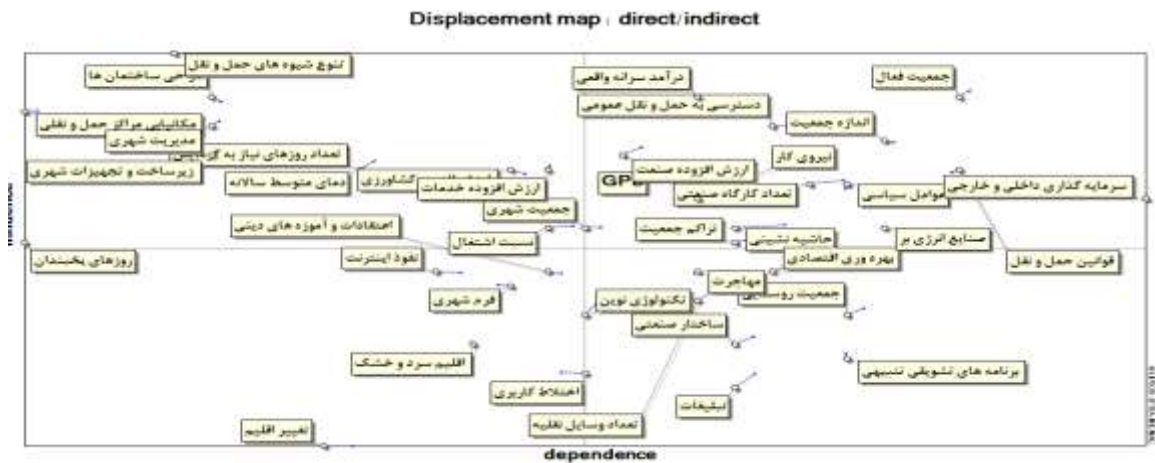 Displacement map : direct/indirect
تنوع شیوه های حمل و نقل
ساختمان ها
درآمد سرانه واقعی
جمعیت فعال
دسترسی به حمل و نقل عمومی
اندازه جمعیت
مکانیابی مراکز حمل و نقلی
مدیریت شهری
تعداد روزهای نیاز به
نیروی کار
ارزش افزوده صنعت
زیرساخت و تجهیزات شهری
دمای متوسط سالانه
کشاورزی
ارزش افزوده خدمات
GP
تعداد کارگاه صنعتی
عوامل سیاسی
سرمایه گذاری داخلی و خارجی
جمعیت شهری
اعتقادات و آموزه های دینی
نسبت اشتغال
تراکم جمعیت
حاشیه نشینی
صنایع انرژی بر
روزهای یخبندان
نفوذ اینترنت
بهره وری اقتصادی
قوانین حمل و نقل
مهاجرت
فرم شهری
تکنولوژی نوین
جمعیت
ساختار صنعتی
اقلیم سرد و خشک
برنامه های تشویقی تنبیهی
اختلاط کاربری
تبلیغات
تعداد وسایل نقلیه
تغییر اقلیم
dependence